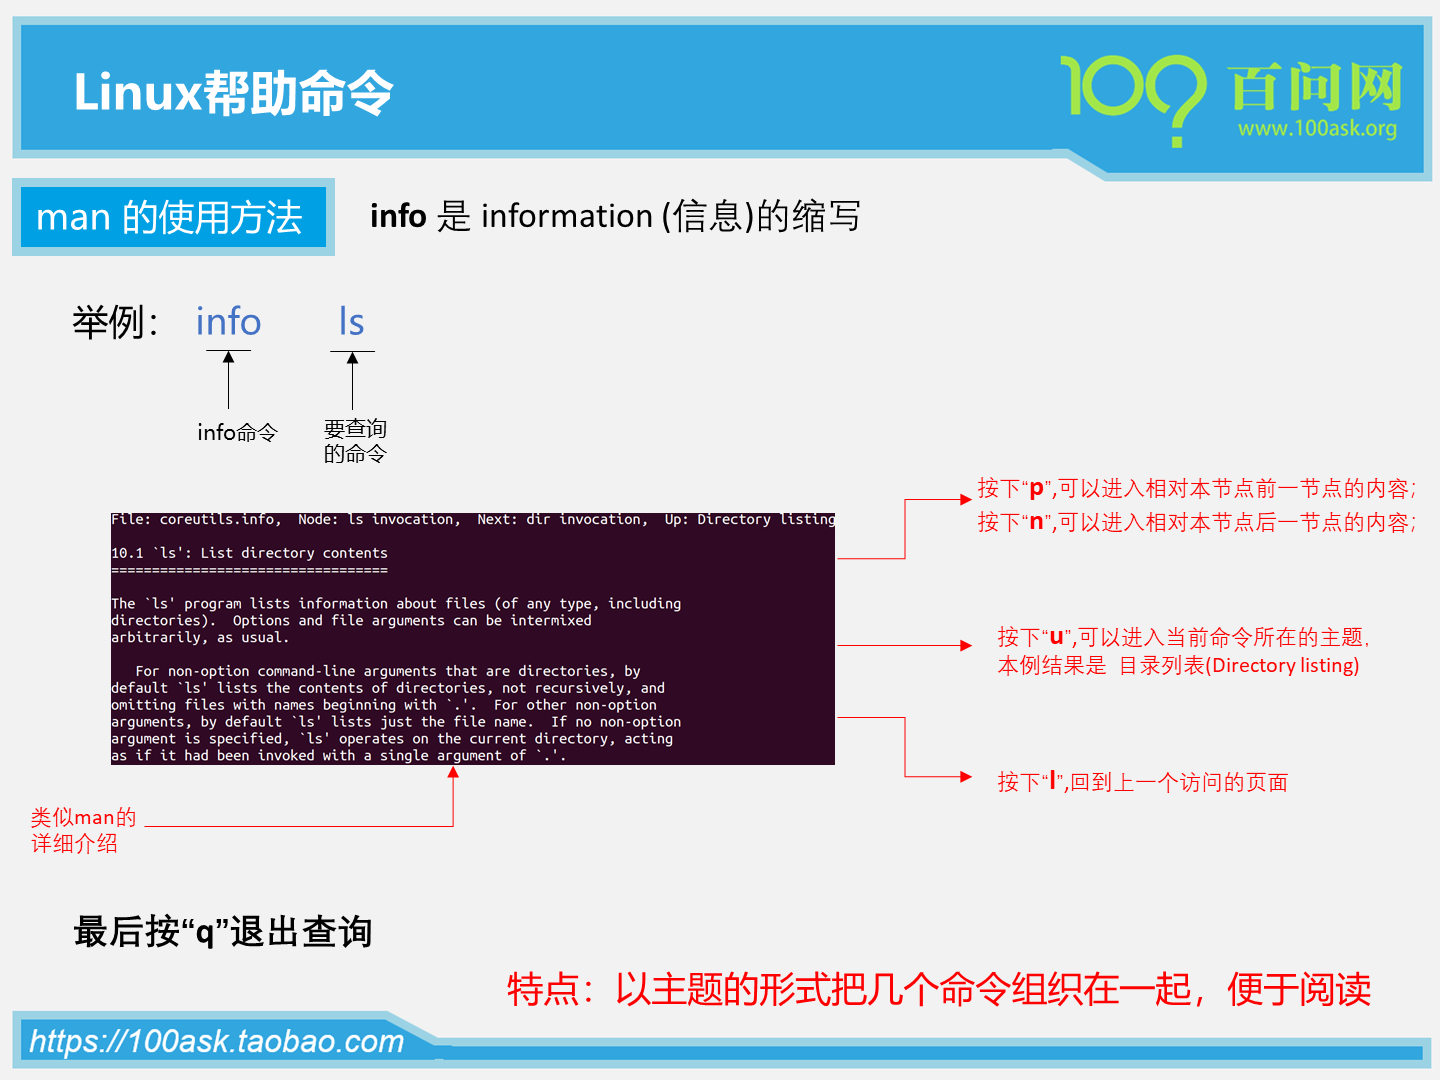 Linux帮助命令
100? 百问网
www.100ask.org
man 的使用方法
info 是 information (信息)的缩写
举例： info ls
info命令
要查询
的命令
按下“p”,可以进入相对本节点前一节点的内容；
按下“n”,可以进入相对本节点后一节点的内容；
File: coreutils.info,  Node: ls invocation,  Next: dir invocation,  Up: Directory listing
10.1 `ls': List directory contents
==================================
The `ls' program lists information about files (of any type, including
directories).  Options and file arguments can be intermixed
arbitrarily, as usual.
For non-option command-line arguments that are directories, by
default `ls' lists the contents of directories, not recursively, and
omitting files with names beginning with `.'.  For other non-option
arguments, by default `ls' lists just the file name.  If no non-option
argument is specified, `ls' operates on the current directory, acting
as if it had been invoked with a single argument of `.'.
按下“u”,可以进入当前命令所在的主题，
本例结果是 目录列表(Directory listing)
按下“l”,回到上一个访问的页面
类似man的
详细介绍
最后按“q”退出查询
特点：以主题的形式把几个命令组织在一起，便于阅读
https://100ask.taobao.com